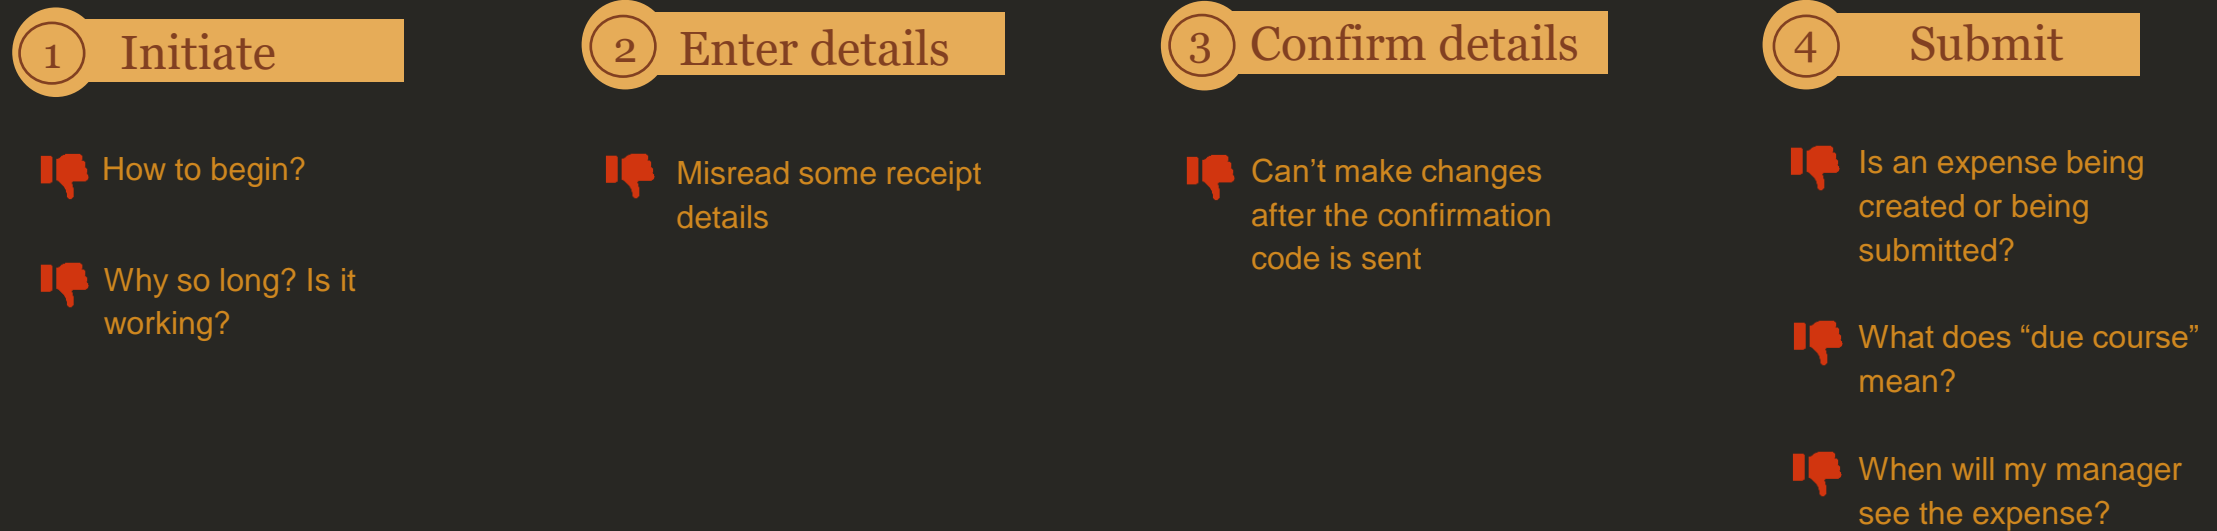 1 Initiate
How to begin?
Why so long? Is it
working?
2 Enter details
Misread some receipt
details
3 Confirm details
Can’t make changes
after the confirmation
code is sent
4 Submit
Is an expense being
created or being
submitted?
What does “due course”
mean?
When will my manager
see the expense?